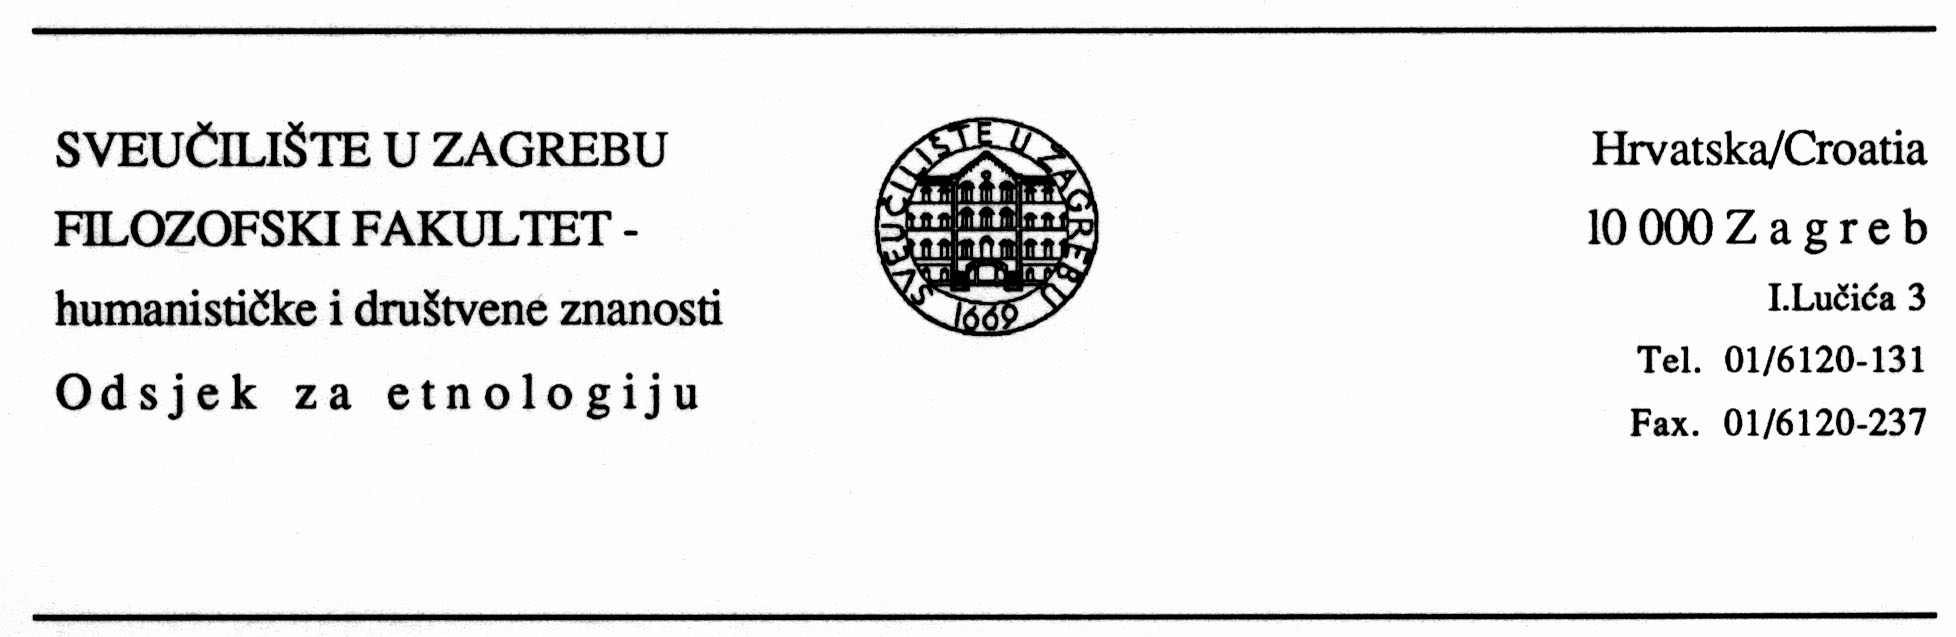 SVEUČILIŠTE U ZAGREBU
FILOZOFSKI FAKULTET -
humanističke i društvene znanosti
Odsjek za etnologiju
SVEUČILIŠTE U ZAGREBU
1669
Hrvatska/Croatia
10 000 Zagreb
I.Lučića 3
Tel. 01/6120-131
Fax. 01/6120-237